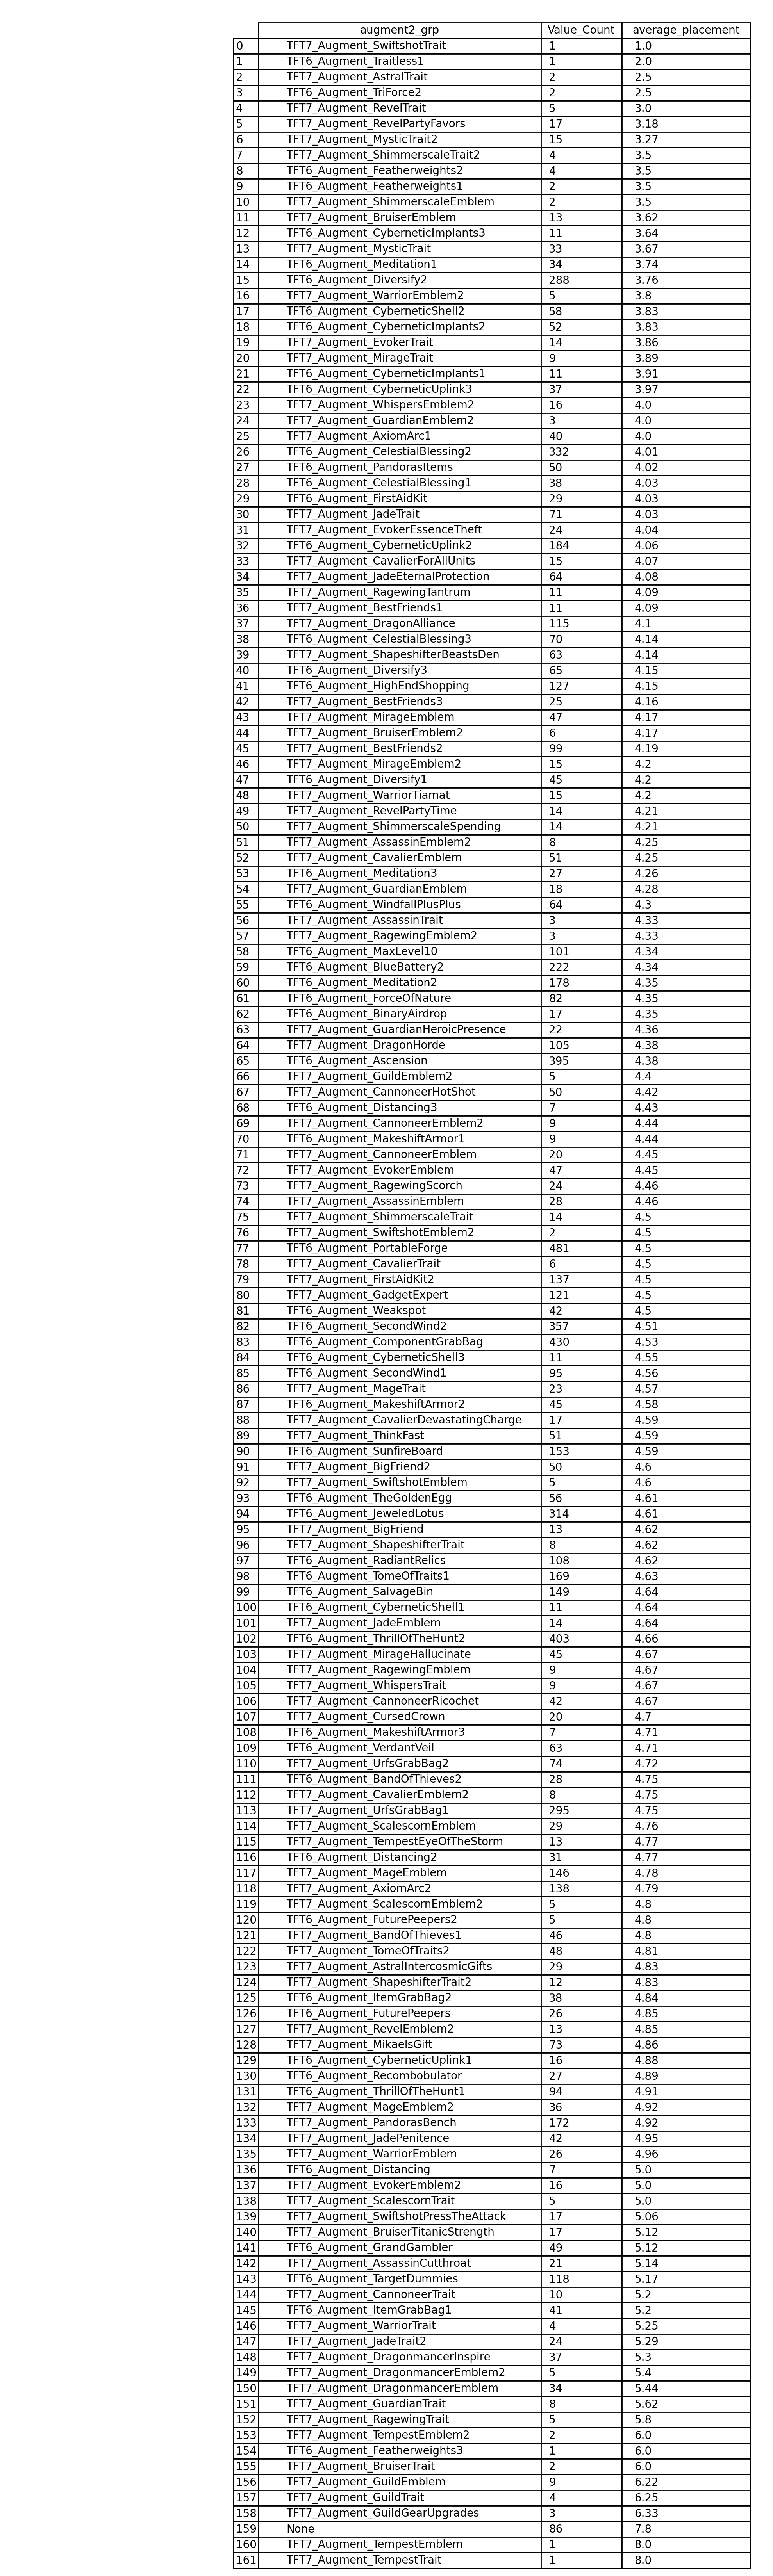 augment2_grp Value_Count average_placement
0 TFT7_Augment_SwiftshotTrait 1 1.0
1 TFT6_Augment_Traitless1 1 2.0
2 TFT7_Augment_AstralTrait 2 2.5
3 TFT6_Augment_TriForce2 2 2.5
4 TFT7_Augment_RevelTrait 5 3.0
5 TFT7_Augment_RevelPartyFavors 17 3.18
6 TFT7_Augment_MysticTrait2 15 3.27
7 TFT7_Augment_ShimmerscaleTrait2 4 3.5
8 TFT6_Augment_Featherweights2 4 3.5
9 TFT6_Augment_Featherweights1 2 3.5
10 TFT7_Augment_ShimmerscaleEmblem 2 3.5
11 TFT7_Augment_BruiserEmblem 13 3.62
12 TFT6_Augment_CyberneticImplants3 11 3.64
13 TFT7_Augment_MysticTrait 33 3.67
14 TFT6_Augment_Meditation1 34 3.74
15 TFT6_Augment_Diversify2 288 3.76
16 TFT7_Augment_WarriorEmblem2 5 3.8
17 TFT6_Augment_CyberneticShell2 58 3.83
18 TFT6_Augment_CyberneticImplants2 52 3.83
19 TFT7_Augment_EvokerTrait 14 3.86
20 TFT7_Augment_MirageTrait 9 3.89
21 TFT6_Augment_CyberneticImplants1 11 3.91
22 TFT6_Augment_CyberneticUplink3 37 3.97
23 TFT7_Augment_WhispersEmblem2 16 4.0
24 TFT7_Augment_GuardianEmblem2 3 4.0
25 TFT7_Augment_AxiomArc1 40 4.0
26 TFT6_Augment_CelestialBlessing2 332 4.01
27 TFT6_Augment_PandorasItems 50 4.02
28 TFT6_Augment_CelestialBlessing1 38 4.03
29 TFT6_Augment_FirstAidKit 29 4.03
30 TFT7_Augment_JadeTrait 71 4.03
31 TFT7_Augment_EvokerEssenceTheft 24 4.04
32 TFT6_Augment_CyberneticUplink2 184 4.06
33 TFT7_Augment_CavalierForAllUnits 15 4.07
34 TFT7_Augment_JadeEternalProtection 64 4.08
35 TFT7_Augment_RagewingTantrum 11 4.09
36 TFT7_Augment_BestFriends1 11 4.09
37 TFT7_Augment_DragonAlliance 115 4.1
38 TFT6_Augment_CelestialBlessing3 70 4.14
39 TFT7_Augment_ShapeshifterBeastsDen 63 4.14
40 TFT6_Augment_Diversify3 65 4.15
41 TFT6_Augment_HighEndShopping 127 4.15
42 TFT7_Augment_BestFriends3 25 4.16
43 TFT7_Augment_MirageEmblem 47 4.17
44 TFT7_Augment_BruiserEmblem2 6 4.17
45 TFT7_Augment_BestFriends2 99 4.19
46 TFT7_Augment_MirageEmblem2 15 4.2
47 TFT6_Augment_Diversify1 45 4.2
48 TFT7_Augment_WarriorTiamat 15 4.2
49 TFT7_Augment_RevelPartyTime 14 4.21
50 TFT7_Augment_ShimmerscaleSpending 14 4.21
51 TFT7_Augment_AssassinEmblem2 8 4.25
52 TFT7_Augment_CavalierEmblem 51 4.25
53 TFT6_Augment_Meditation3 27 4.26
54 TFT7_Augment_GuardianEmblem 18 4.28
55 TFT6_Augment_WindfallPlusPlus 64 4.3
56 TFT7_Augment_AssassinTrait 3 4.33
57 TFT7_Augment_RagewingEmblem2 3 4.33
58 TFT6_Augment_MaxLevel10 101 4.34
59 TFT6_Augment_BlueBattery2 222 4.34
60 TFT6_Augment_Meditation2 178 4.35
61 TFT6_Augment_ForceOfNature 82 4.35
62 TFT6_Augment_BinaryAirdrop 17 4.35
63 TFT7_Augment_GuardianHeroicPresence 22 4.36
64 TFT7_Augment_DragonHorde 105 4.38
65 TFT6_Augment_Ascension 395 4.38
66 TFT7_Augment_GuildEmblem2 5 4.4
67 TFT7_Augment_CannoneerHotShot 50 4.42
68 TFT6_Augment_Distancing3 7 4.43
69 TFT7_Augment_CannoneerEmblem2 9 4.44
70 TFT6_Augment_MakeshiftArmor1 9 4.44
71 TFT7_Augment_CannoneerEmblem 20 4.45
72 TFT7_Augment_EvokerEmblem 47 4.45
73 TFT7_Augment_RagewingScorch 24 4.46
74 TFT7_Augment_AssassinEmblem 28 4.46
75 TFT7_Augment_ShimmerscaleTrait 14 4.5
76 TFT7_Augment_SwiftshotEmblem2 2 4.5
77 TFT6_Augment_PortableForge 481 4.5
78 TFT7_Augment_CavalierTrait 6 4.5
79 TFT7_Augment_FirstAidKit2 137 4.5
80 TFT7_Augment_GadgetExpert 121 4.5
81 TFT6_Augment_Weakspot 42 4.5
82 TFT6_Augment_SecondWind2 357 4.51
83 TFT6_Augment_ComponentGrabBag 430 4.53
84 TFT6_Augment_CyberneticShell3 11 4.55
85 TFT6_Augment_SecondWind1 95 4.56
86 TFT7_Augment_MageTrait 23 4.57
87 TFT6_Augment_MakeshiftArmor2 45 4.58
88 TFT7_Augment_CavalierDevastatingCharge 17 4.59
89 TFT7_Augment_ThinkFast 51 4.59
90 TFT6_Augment_SunfireBoard 153 4.59
91 TFT7_Augment_BigFriend2 50 4.6
92 TFT7_Augment_SwiftshotEmblem 5 4.6
93 TFT6_Augment_TheGoldenEgg 56 4.61
94 TFT6_Augment_JeweledLotus 314 4.61
95 TFT7_Augment_BigFriend 13 4.62
96 TFT7_Augment_ShapeshifterTrait 8 4.62
97 TFT6_Augment_RadiantRelics 108 4.62
98 TFT6_Augment_TomeOfTraits1 169 4.63
99 TFT6_Augment_SalvageBin 149 4.64
100 TFT6_Augment_CyberneticShell1 11 4.64
101 TFT7_Augment_JadeEmblem 14 4.64
102 TFT6_Augment_ThrillOfTheHunt2 403 4.66
103 TFT7_Augment_MirageHallucinate 45 4.67
104 TFT7_Augment_RagewingEmblem 9 4.67
105 TFT7_Augment_WhispersTrait 9 4.67
106 TFT7_Augment_CannoneerRicochet 42 4.67
107 TFT7_Augment_CursedCrown 20 4.7
108 TFT6_Augment_MakeshiftArmor3 7 4.71
109 TFT6_Augment_VerdantVeil 63 4.71
110 TFT7_Augment_UrfsGrabBag2 74 4.72
111 TFT6_Augment_BandOfThieves2 28 4.75
112 TFT7_Augment_CavalierEmblem2 8 4.75
113 TFT7_Augment_UrfsGrabBag1 295 4.75
114 TFT7_Augment_ScalescornEmblem 29 4.76
115 TFT7_Augment_TempestEyeOfTheStorm 13 4.77
116 TFT6_Augment_Distancing2 31 4.77
117 TFT7_Augment_MageEmblem 146 4.78
118 TFT7_Augment_AxiomArc2 138 4.79
119 TFT7_Augment_ScalescornEmblem2 5 4.8
120 TFT6_Augment_FuturePeepers2 5 4.8
121 TFT7_Augment_BandOfThieves1 46 4.8
122 TFT7_Augment_TomeOfTraits2 48 4.81
123 TFT7_Augment_AstralIntercosmicGifts 29 4.83
124 TFT7_Augment_ShapeshifterTrait2 12 4.83
125 TFT6_Augment_ItemGrabBag2 38 4.84
126 TFT6_Augment_FuturePeepers 26 4.85
127 TFT7_Augment_RevelEmblem2 13 4.85
128 TFT7_Augment_MikaelsGift 73 4.86
129 TFT6_Augment_CyberneticUplink1 16 4.88
130 TFT6_Augment_Recombobulator 27 4.89
131 TFT6_Augment_ThrillOfTheHunt1 94 4.91
132 TFT7_Augment_MageEmblem2 36 4.92
133 TFT7_Augment_PandorasBench 172 4.92
134 TFT7_Augment_JadePenitence 42 4.95
135 TFT7_Augment_WarriorEmblem 26 4.96
136 TFT6_Augment_Distancing 7 5.0
137 TFT7_Augment_EvokerEmblem2 16 5.0
138 TFT7_Augment_ScalescornTrait 5 5.0
139 TFT7_Augment_SwiftshotPressTheAttack 17 5.06
140 TFT7_Augment_BruiserTitanicStrength 17 5.12
141 TFT6_Augment_GrandGambler 49 5.12
142 TFT7_Augment_AssassinCutthroat 21 5.14
143 TFT6_Augment_TargetDummies 118 5.17
144 TFT7_Augment_CannoneerTrait 10 5.2
145 TFT6_Augment_ItemGrabBag1 41 5.2
146 TFT7_Augment_WarriorTrait 4 5.25
147 TFT7_Augment_JadeTrait2 24 5.29
148 TFT7_Augment_DragonmancerInspire 37 5.3
149 TFT7_Augment_DragonmancerEmblem2 5 5.4
150 TFT7_Augment_DragonmancerEmblem 34 5.44
151 TFT7_Augment_GuardianTrait 8 5.62
152 TFT7_Augment_RagewingTrait 5 5.8
153 TFT7_Augment_TempestEmblem2 2 6.0
154 TFT6_Augment_Featherweights3 1 6.0
155 TFT7_Augment_BruiserTrait 2 6.0
156 TFT7_Augment_GuildEmblem 9 6.22
157 TFT7_Augment_GuildTrait 4 6.25
158 TFT7_Augment_GuildGearUpgrades 3 6.33
159 None 86 7.8
160 TFT7_Augment_TempestEmblem 1 8.0
161 TFT7_Augment_TempestTrait 1 8.0